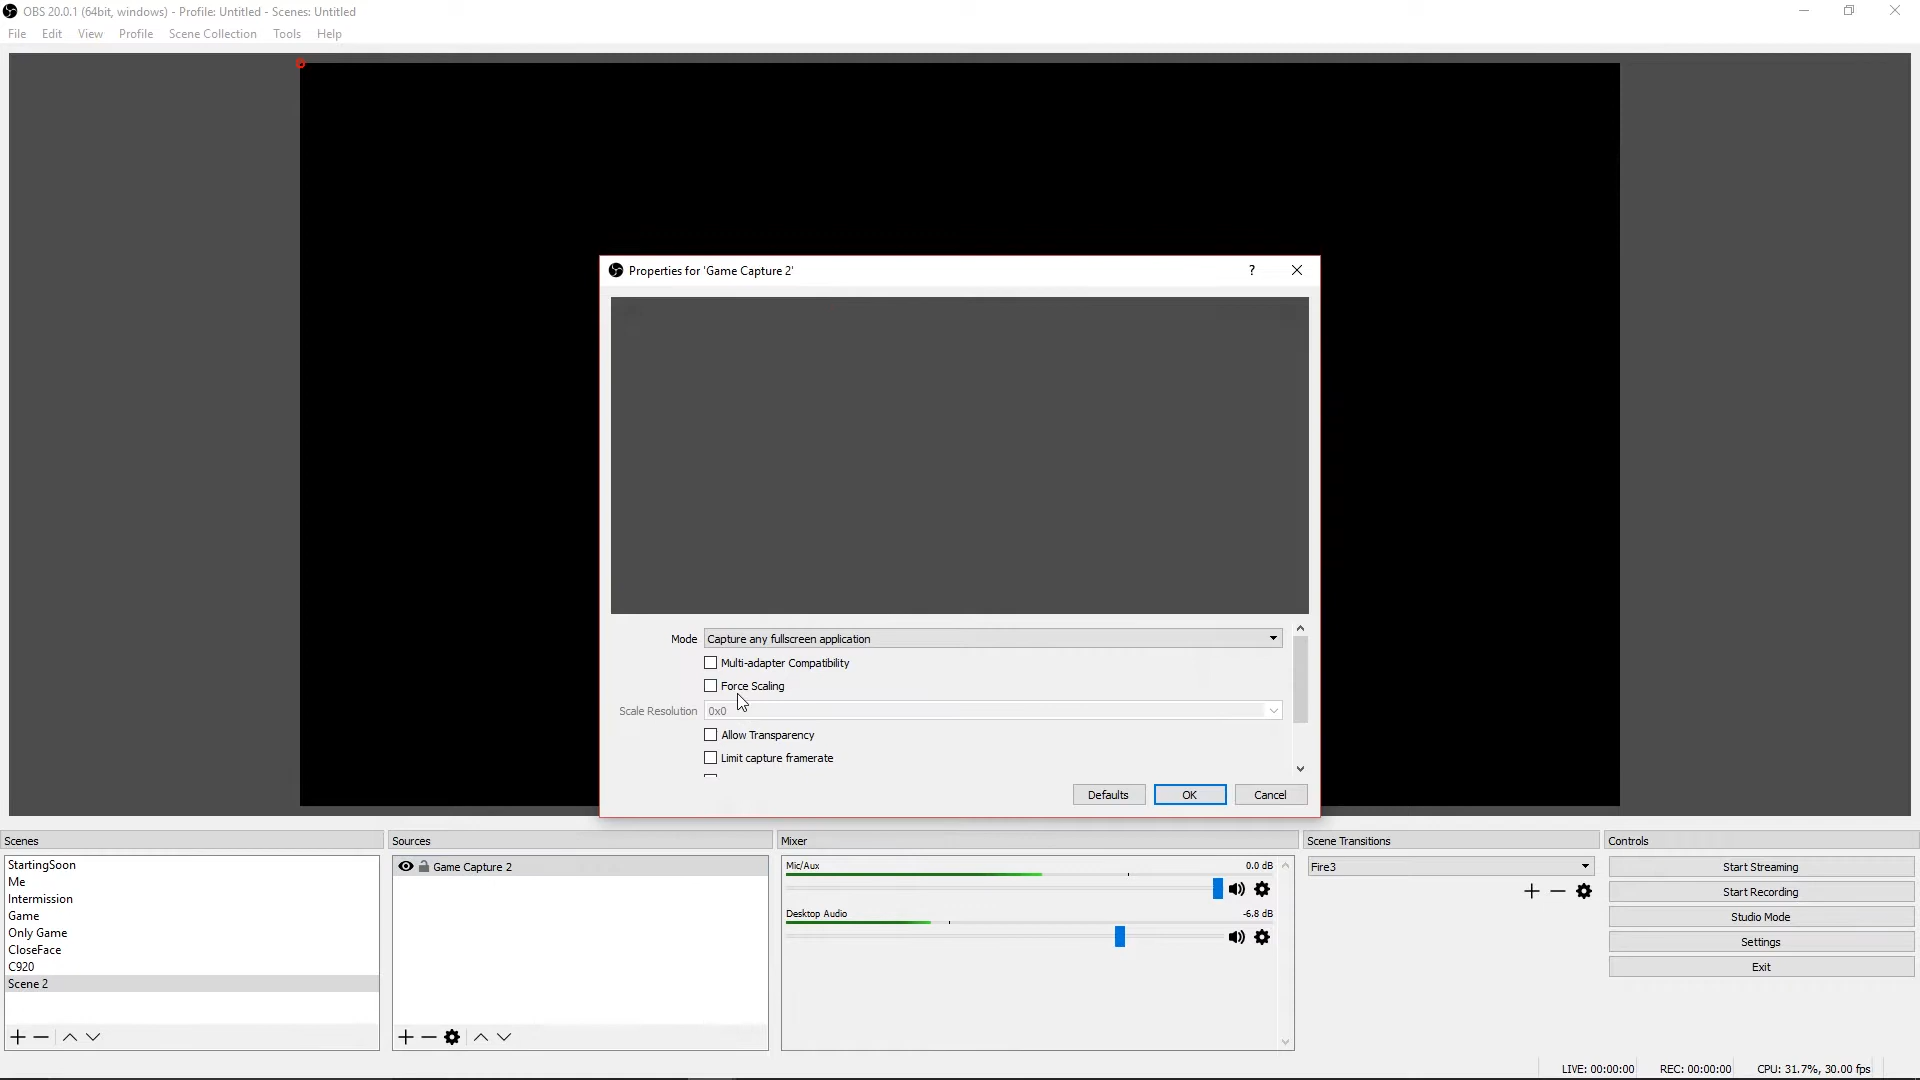 OBS 20.0.1 (64bit, windows) - Profile: Untitled - Scenes: Untitled
File Edit View Profile Scene Collection Tools Help
Properties for 'Game Capture 2'
?
Mode Capture any fullscreen application
Multi-adapter Compatibility
Force Scaling
Scale Resolution 0x0
Allow Transparency
Limit capture framerate
Defaults OK Cancel
Scenes
StartingSoon
Me
Intermission
Game
Only Game
CloseFace
C920
Scene 2
Sources
Game Capture 2
Mixer
Mic/Aux 0.0 dB
Desktop Audio -6.8 dB
Scene Transitions
Fire3
Controls
Start Streaming
Start Recording
Studio Mode
Settings
Exit
LIVE: 00:00:00 REC: 00:00:00 CPU: 31.7%, 30.00 fps